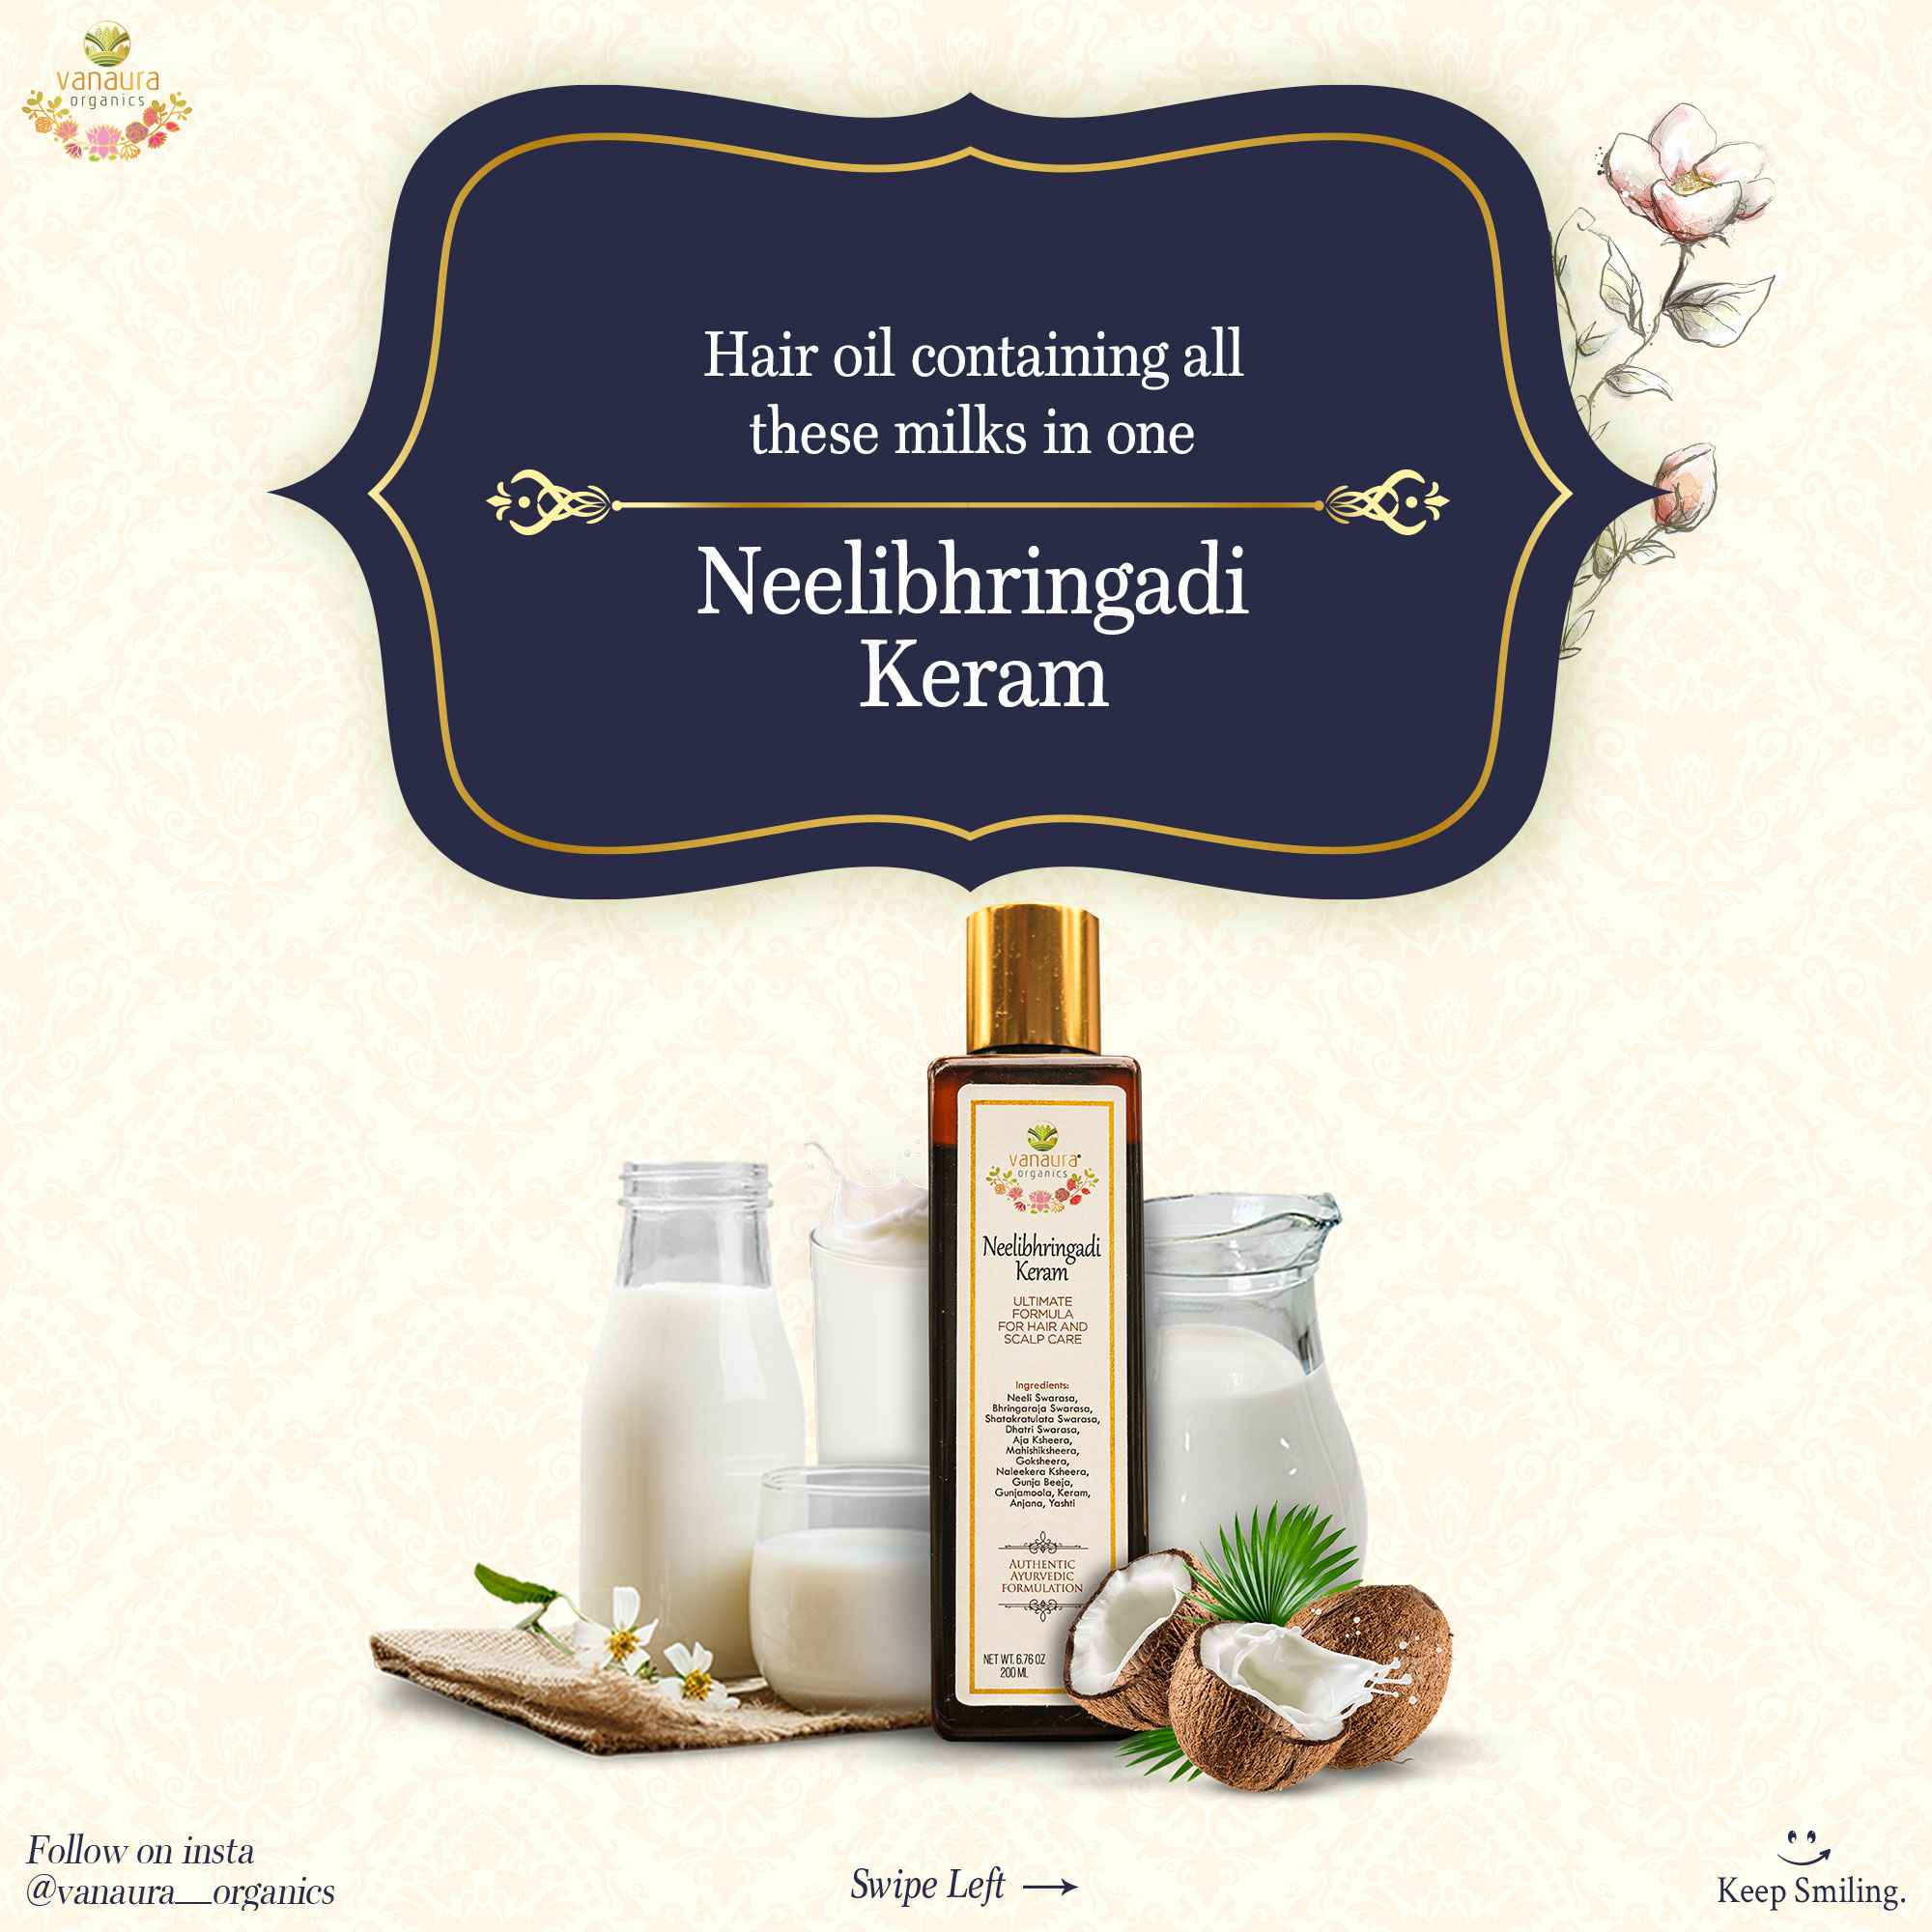 vanaura
organics
Hair oil containing all
these milks in one
Neelibhringadi
Keram
vanaura
organics
Neelibhringadi
Keram
ULTIMATE
FORMULA
FOR HAIR AND
SCALP CARE
Ingredients:
Neeli Swarasa,
Bhringaraja Swarasa,
Shatakratulata Swarasa,
Dhatri Swarasa,
Aja Ksheera,
Mahishiksheera,
Goksheera,
Naleekera Ksheera,
Gunja Beeja,
Gunjamoola, Keram,
Anjana, Yashti
AUTHENTIC
AYURVEDIC
FORMULATION
NET WT. 6.76 OZ
200 ML
Follow on insta
@vanaura__organics
Swipe Left →
Keep Smiling.